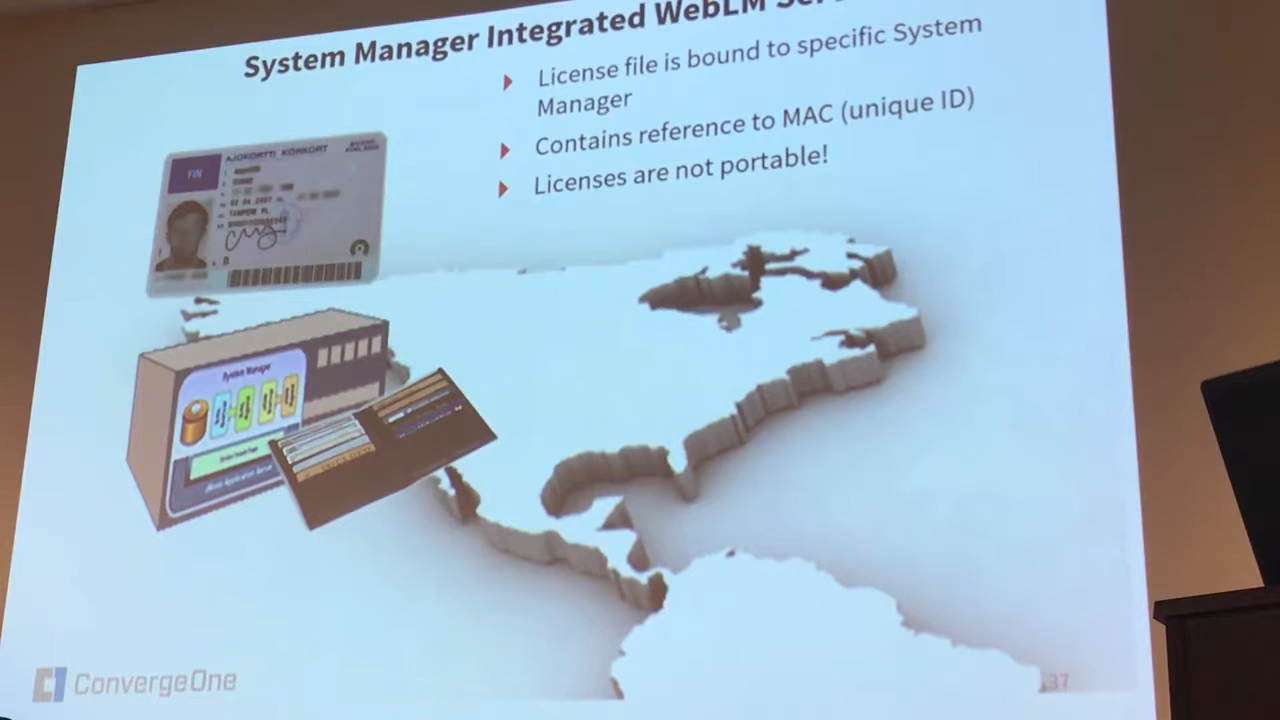 System Manager Integrated WebLM
License file is bound to specific System
Manager
Contains reference to MAC (unique ID)
Licenses are not portable!
AJOKORTTI KÖRKORT
FIN
System Manager
ConvergeOne
37